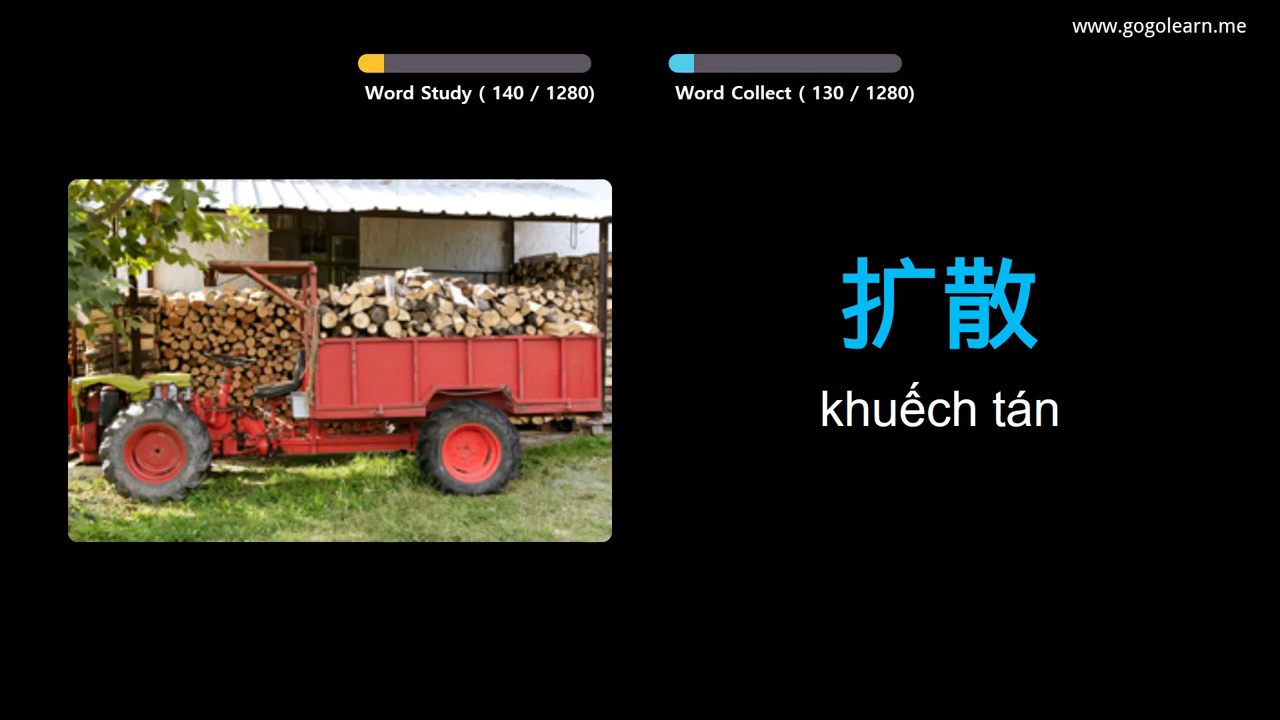 www.gogolearn.me
Word Study ( 140 / 1280)
Word Collect ( 130 / 1280)
扩散
khuếch tán